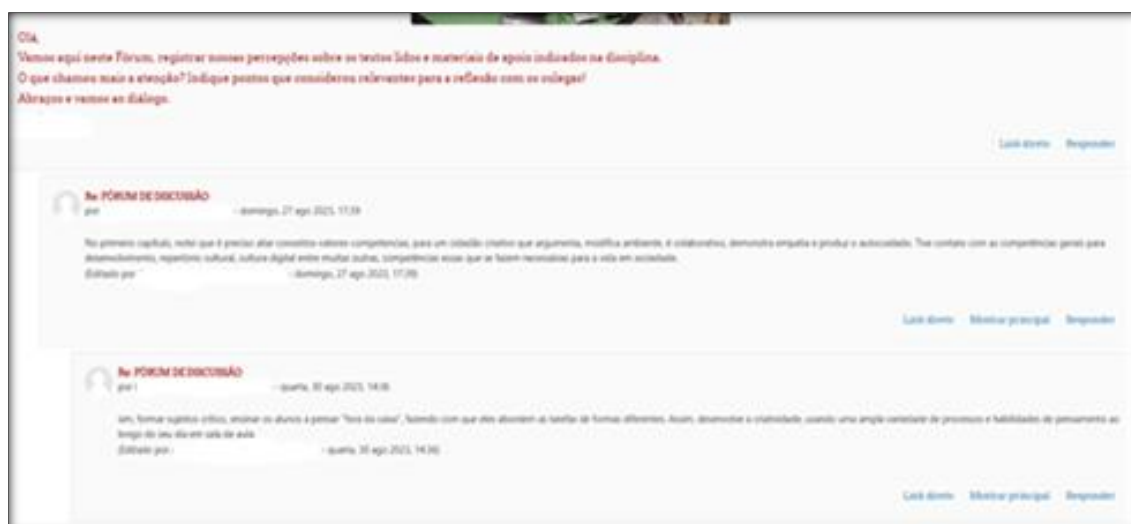 Olá,
Vamos aqui neste Fórum, registrar nossas percepções sobre os textos lidos e materiais de apoio indicados na disciplina.
O que chamou mais a atenção? Indique pontos que considerou relevantes para a reflexão com os colegas!
Abraços e vamos ao diálogo.
Link direto Responder
Re: FÓRUM DE DISCUSSÃO
por - domingo, 27 ago 2023, 17:39
No primeiro capítulo, notei que é preciso aliar conceitos valores competências, para um cidadão criativo que argumenta, modifica ambiente, é colaborativo, demonstra empatia e produz o autocuidado. Tive contato com as competências gerais para
desenvolvimento, repertório cultural, cultura digital entre muitas outras, competências essas que se fazem necessárias para a vida em sociedade.
(Editado por - domingo, 27 ago 2023, 17:39)
Link direto Mostrar principal Responder
Re: FÓRUM DE DISCUSSÃO
por - quarta, 30 ago 2023, 14:36
formar sujeitos crítico, ensinar os alunos a pensar "fora da caixa", fazendo com que eles abordem as tarefas de formas diferentes. Assim, desenvolve a criatividade, usando uma ampla variedade de processos e habilidades de pensamento ao
longo do seu dia em sala de aula.
(Editado por - quarta, 30 ago 2023, 14:36)
Link direto Mostrar principal Responder